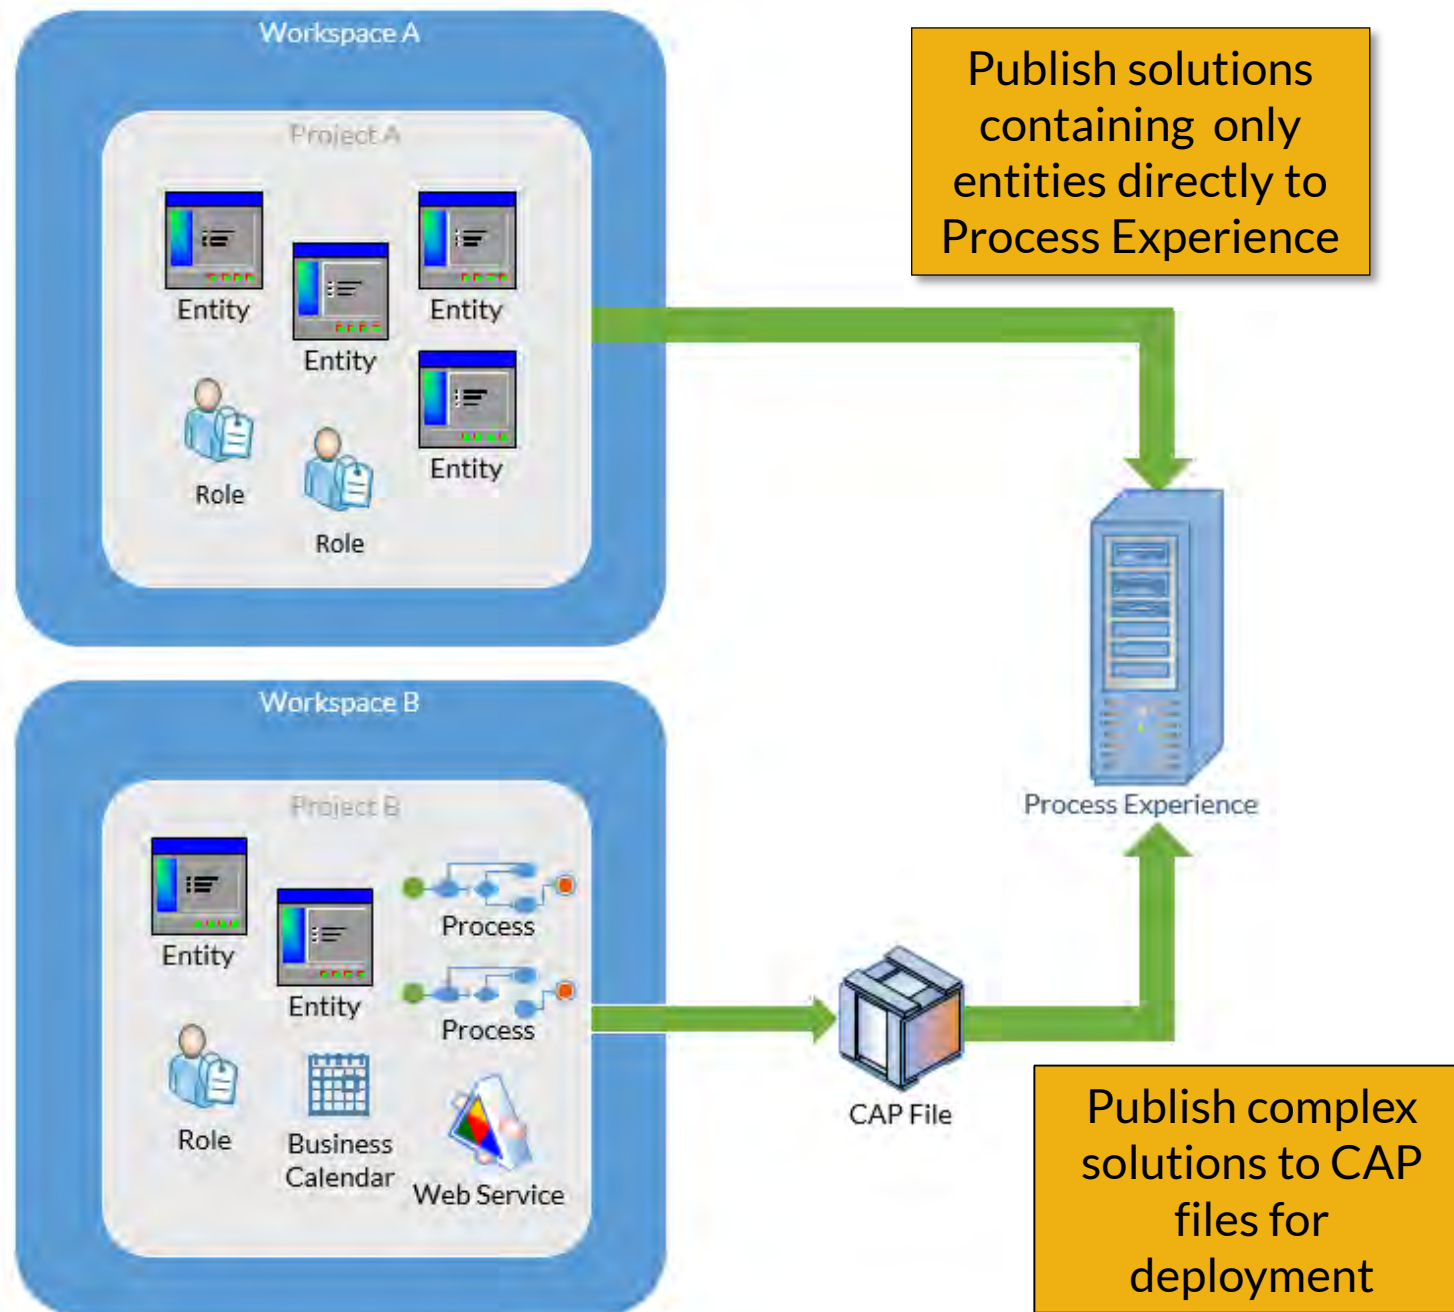 Workspace A
Project A
Entity
Entity
Entity
Entity
Role
Role
Publish solutions
containing only
entities directly to
Process Experience
Process Experience
Workspace B
Project B
Entity
Entity
Process
Process
Role
Business
Calendar
Web Service
CAP File
Publish complex
solutions to CAP
files for
deployment